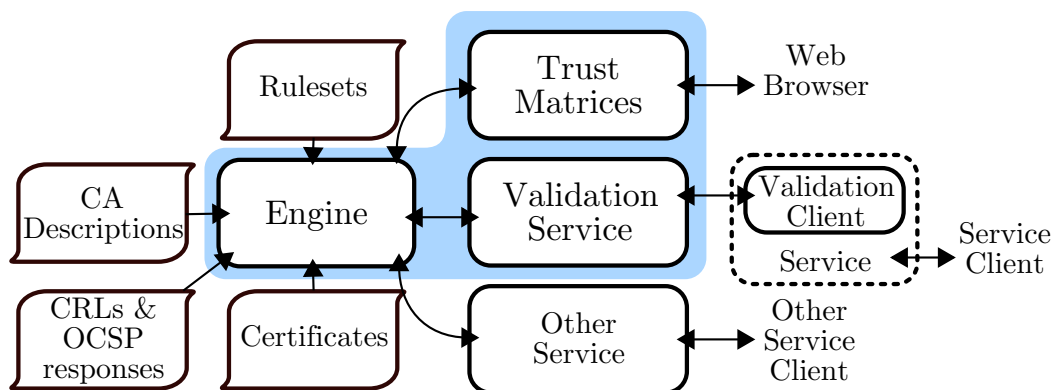 Rulesets
Trust
Matrices
Web
Browser
CA
Descriptions
Engine
Validation
Service
Validation
Client
Service
Service
Client
CRLs &
OCSP
responses
Certificates
Other
Service
Other
Service
Client